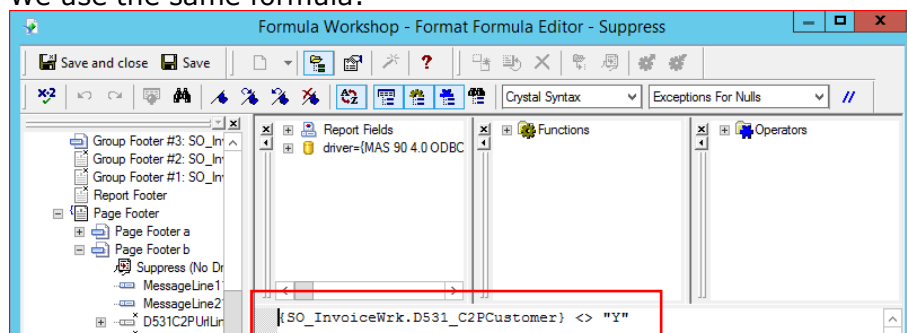 We use the same formula:
Formula Workshop - Format Formula Editor - Suppress
Save and close Save
Crystal Syntax Exceptions For Nulls //
Group Footer #3: SO_In
Group Footer #2: SO_In
Group Footer #1: SO_In
Report Footer
Page Footer
Page Footer a
Page Footer b
Suppress (No Dr
MessageLine1
MessageLine2
D531C2PUrlLin
Report Fields
driver={MAS 90 4.0 ODBC
Functions
Operators
{SO_InvoiceWrk.D531_C2PCustomer} <> "Y"